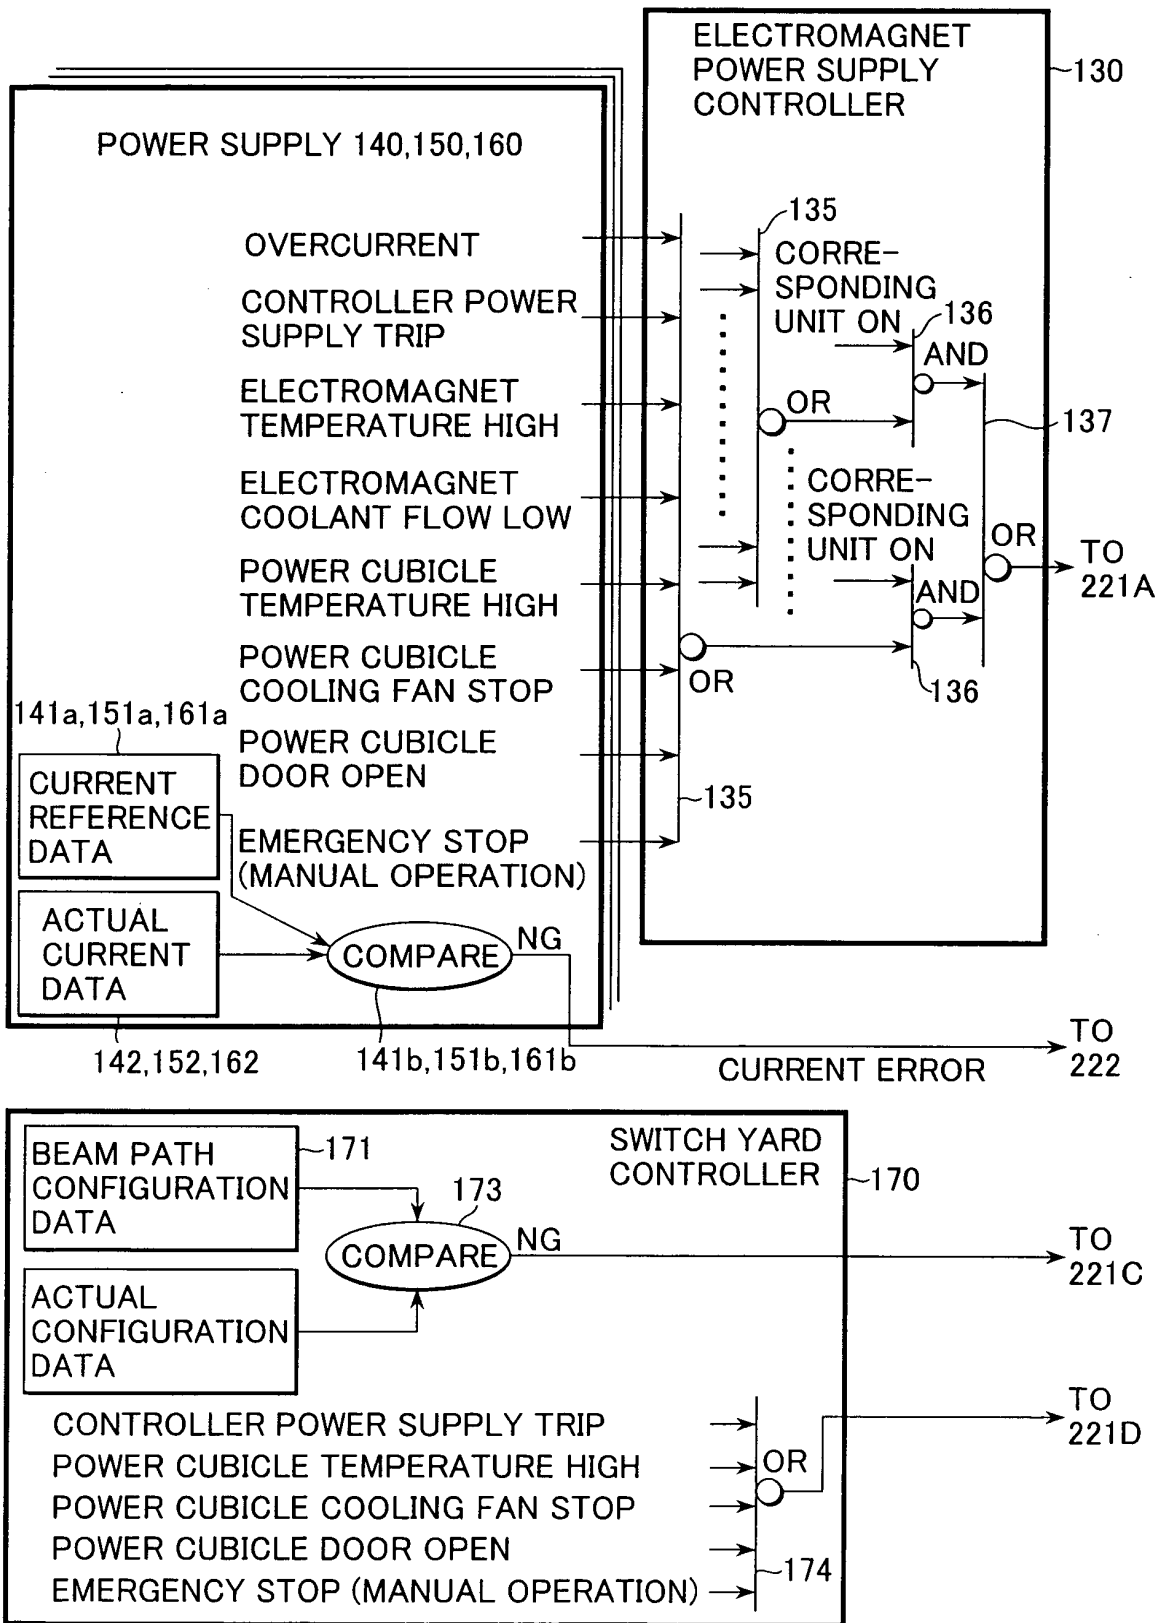 ELECTROMAGNET
POWER SUPPLY
CONTROLLER
130
POWER SUPPLY 140,150,160
OVERCURRENT
CONTROLLER POWER
SUPPLY TRIP
ELECTROMAGNET
TEMPERATURE HIGH
ELECTROMAGNET
COOLANT FLOW LOW
POWER CUBICLE
TEMPERATURE HIGH
POWER CUBICLE
COOLING FAN STOP
POWER CUBICLE
DOOR OPEN
EMERGENCY STOP
(MANUAL OPERATION)
135
CORRE-
SPONDING
UNIT ON
136
AND
OR
137
CORRE-
SPONDING
UNIT ON
AND
OR
TO
221A
136
OR
135
141a,151a,161a
CURRENT
REFERENCE
DATA
ACTUAL
CURRENT
DATA
COMPARE
NG
142,152,162
141b,151b,161b
CURRENT ERROR
TO
222
BEAM PATH
CONFIGURATION
DATA
171
SWITCH YARD
CONTROLLER
170
173
COMPARE
NG
TO
221C
ACTUAL
CONFIGURATION
DATA
CONTROLLER POWER SUPPLY TRIP
POWER CUBICLE TEMPERATURE HIGH
POWER CUBICLE COOLING FAN STOP
POWER CUBICLE DOOR OPEN
EMERGENCY STOP (MANUAL OPERATION)
OR
174
TO
221D